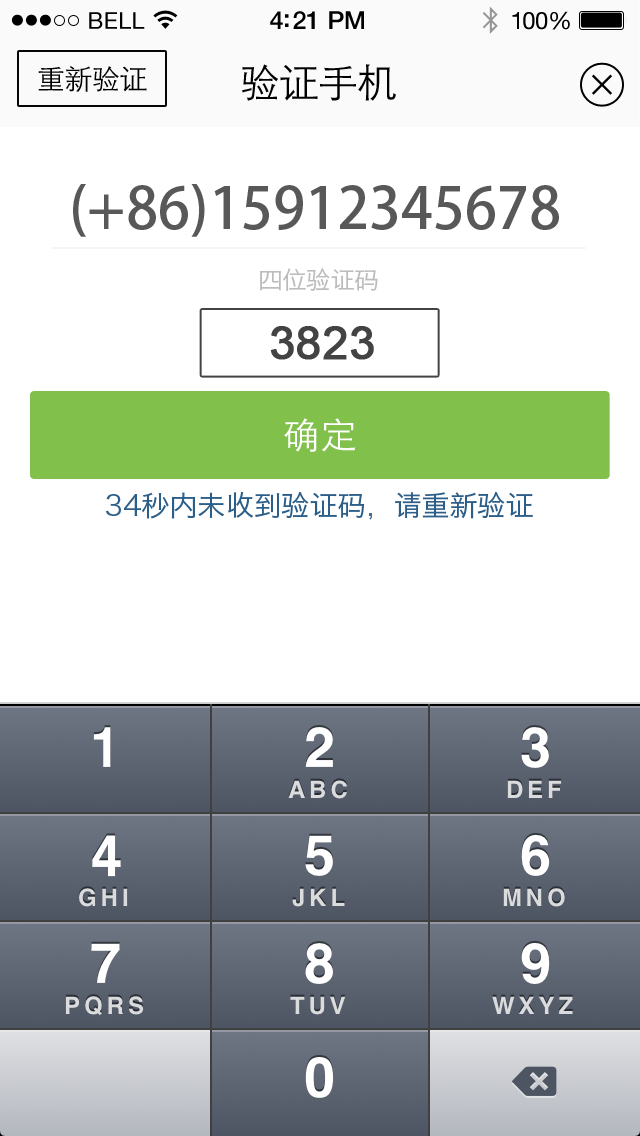 BELL 4:21 PM 100%
重新验证 验证手机
(+86)15912345678
四位验证码
3823
确定
34秒内未收到验证码，请重新验证
1 2 3
ABC DEF
4 5 6
GHI JKL MNO
7 8 9
PQRS TUV WXYZ
0